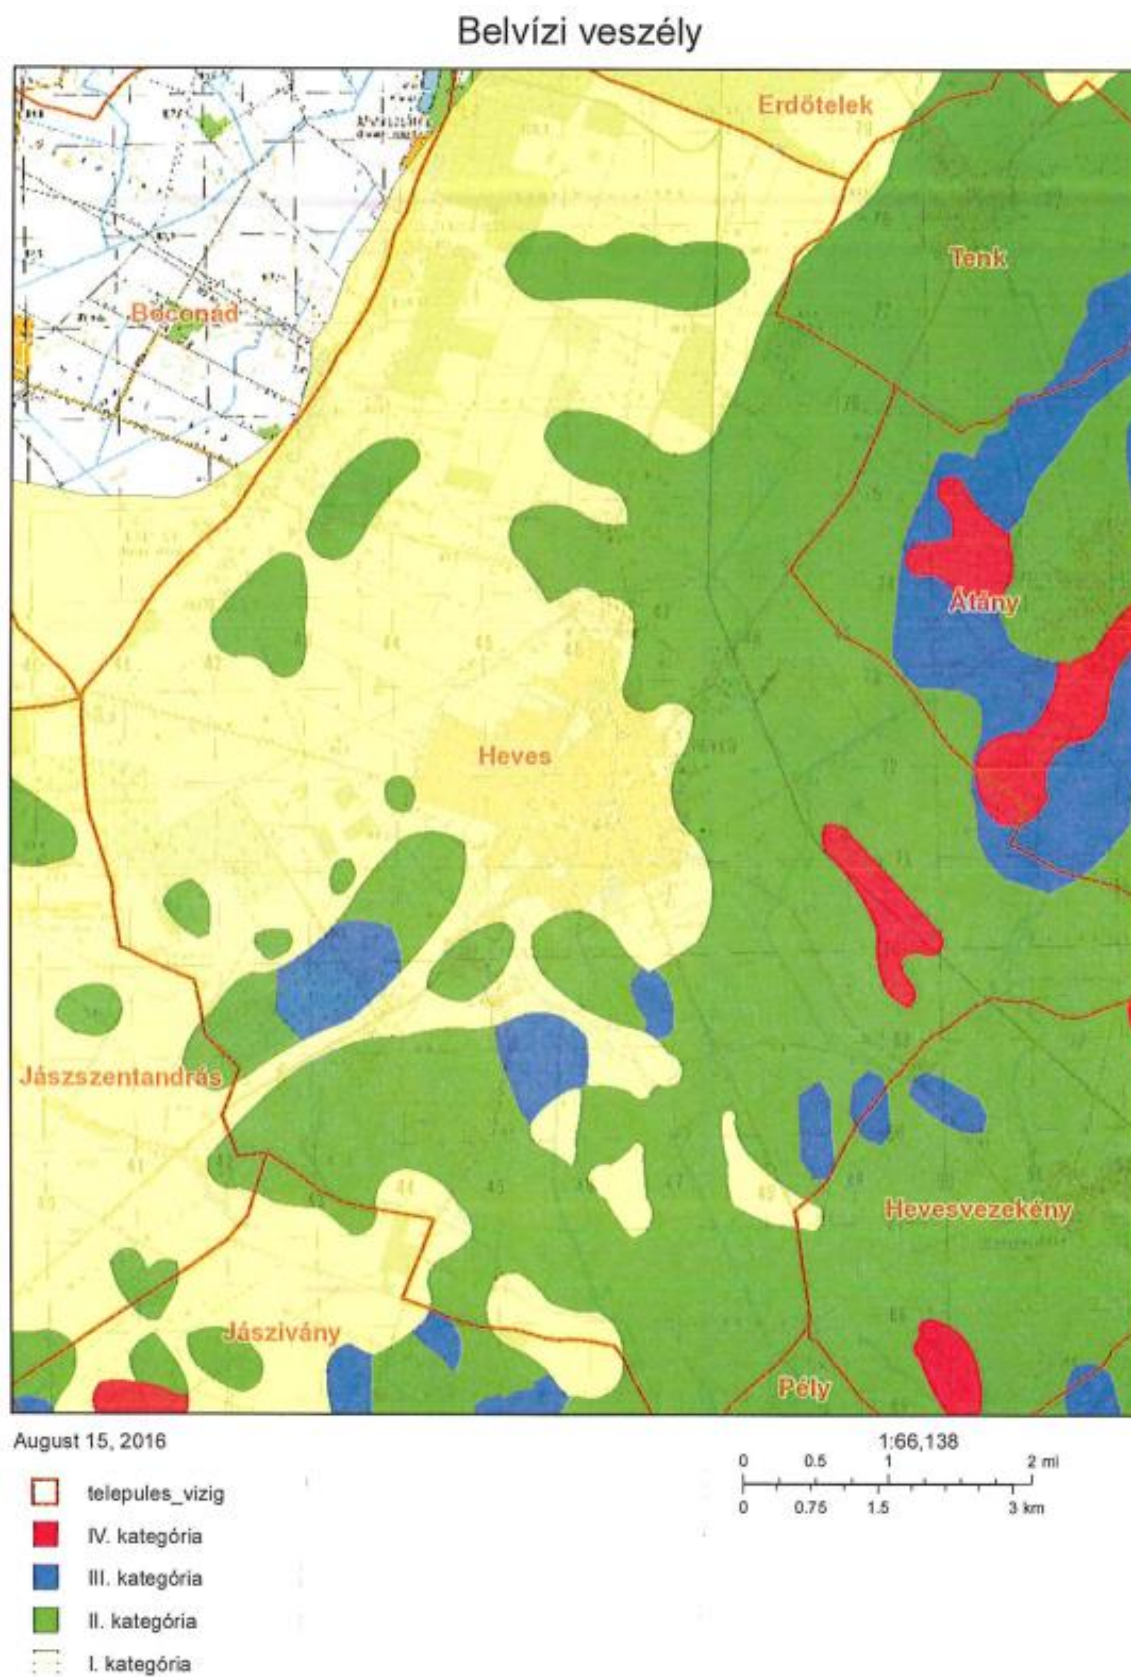 Belvízi veszély
Erdőtelek
Tenk
Boconád
Átány
Heves
Jászszentandrás
Hevesvezekény
Jászivány
Pély
August 15, 2016
1:66,138
0 0.5 1 2 mi
0 0.75 1.5 3 km
telepules_vizig
IV. kategória
III. kategória
II. kategória
I. kategória